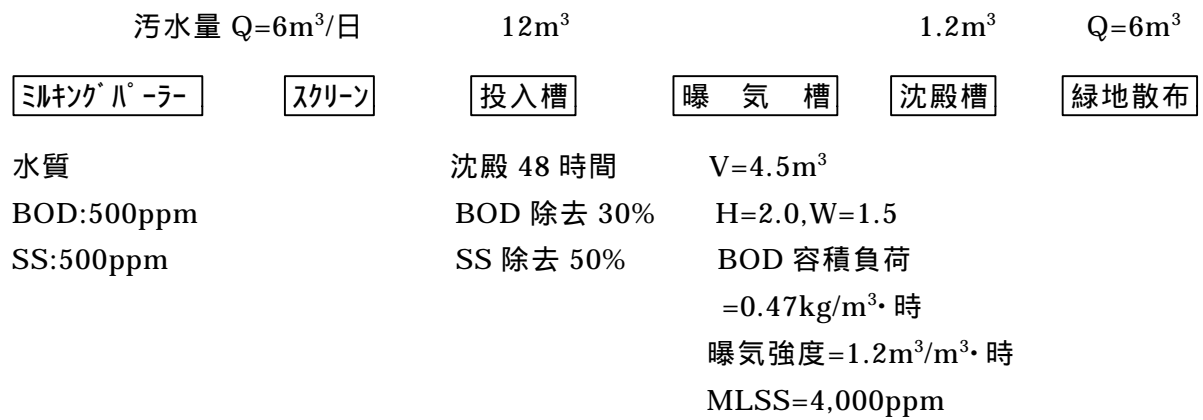 汚水量 Q=6m³/日 12m³ 1.2m³ Q=6m³
ﾐﾙｷﾝｸﾞﾊﾟｰﾗｰ ｽｸﾘｰﾝ 投入槽 曝 気 槽 沈殿槽 緑地散布
水質 沈殿 48 時間 V=4.5m³
BOD:500ppm BOD 除去 30% H=2.0,W=1.5
SS:500ppm SS 除去 50% BOD 容積負荷
=0.47kg/m³･時
曝気強度=1.2m³/m³･時
MLSS=4,000ppm